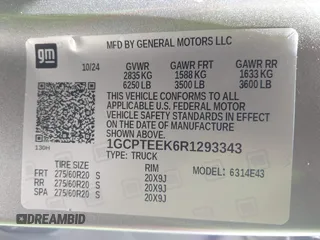 gm
MFD BY GENERAL MOTORS LLC
10/24 GVWR GAWR FRT GAWR RR
2835 KG 1588 KG 1633 KG
6250 LB 3500 LB 3600 LB
THIS VEHICLE CONFORMS TO ALL APPLICABLE
U.S. FEDERAL MOTOR
VEHICLE SAFETY
STANDARDS IN EFFECT ON THE DATE OF
MANUFACTURE SHOWN ABOVE.
1GCPTEEK6R1293343
TYPE: TRUCK
MODEL: 6314E43
TIRE SIZE RIM
FRT 275/60R20 S 20X9J
RR 275/60R20 S 20X9J
SPA 275/60R20 S 20X9J
DREAMBID